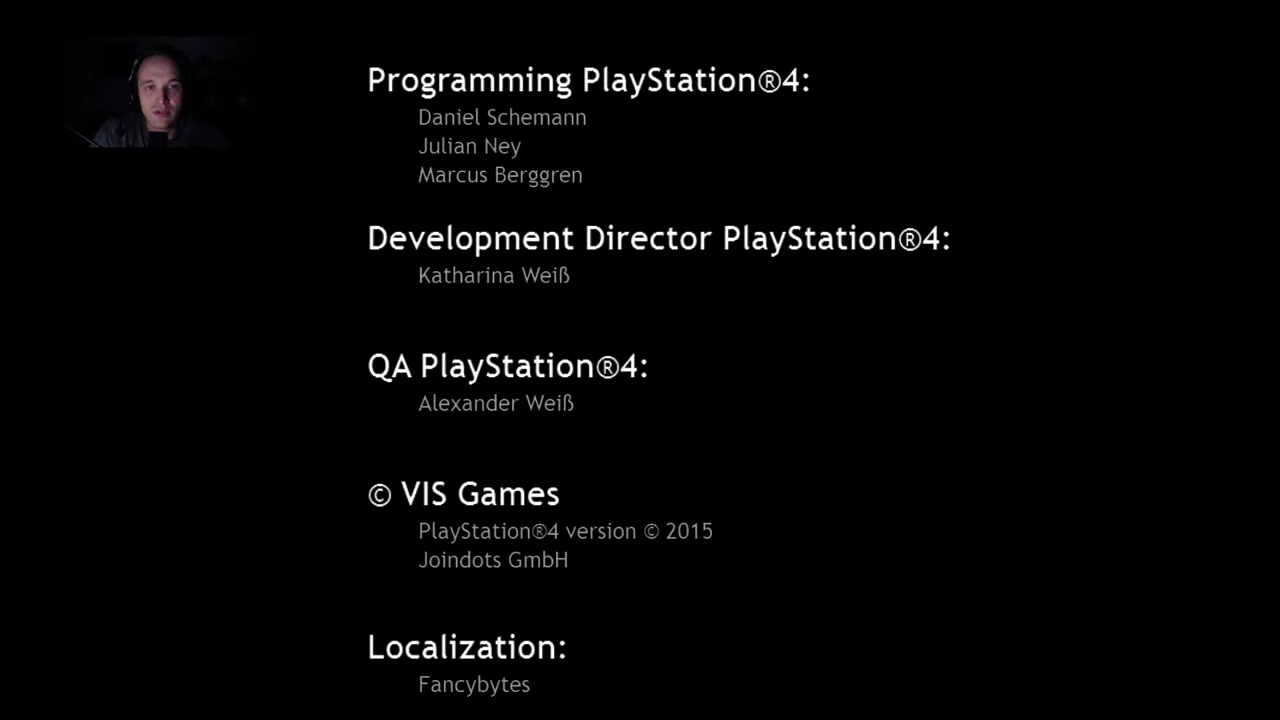 Programming PlayStation®4:
Daniel Schemann
Julian Ney
Marcus Berggren
Development Director PlayStation®4:
Katharina Weiß
QA PlayStation®4:
Alexander Weiß
© VIS Games
PlayStation®4 version © 2015
Joindots GmbH
Localization:
Fancybytes